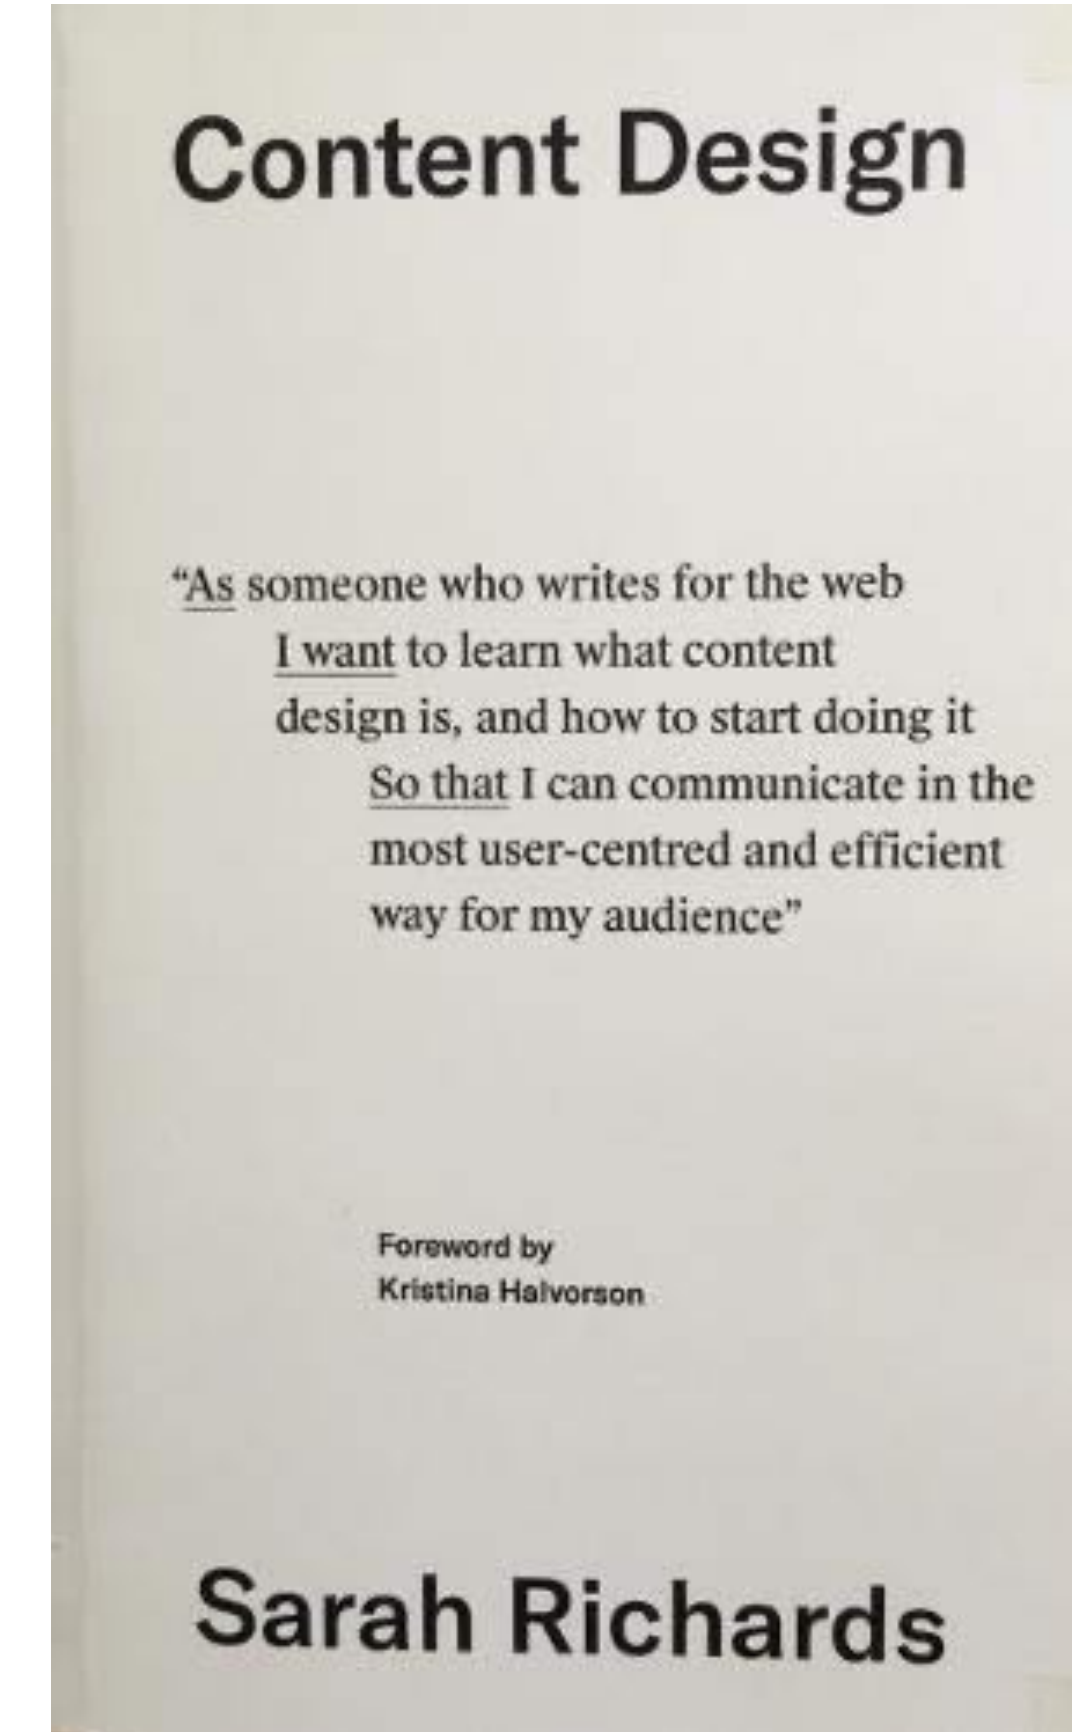 Content Design
“As someone who writes for the web
I want to learn what content
design is, and how to start doing it
So that I can communicate in the
most user-centred and efficient
way for my audience”
Foreword by
Kristina Halvorson
Sarah Richards